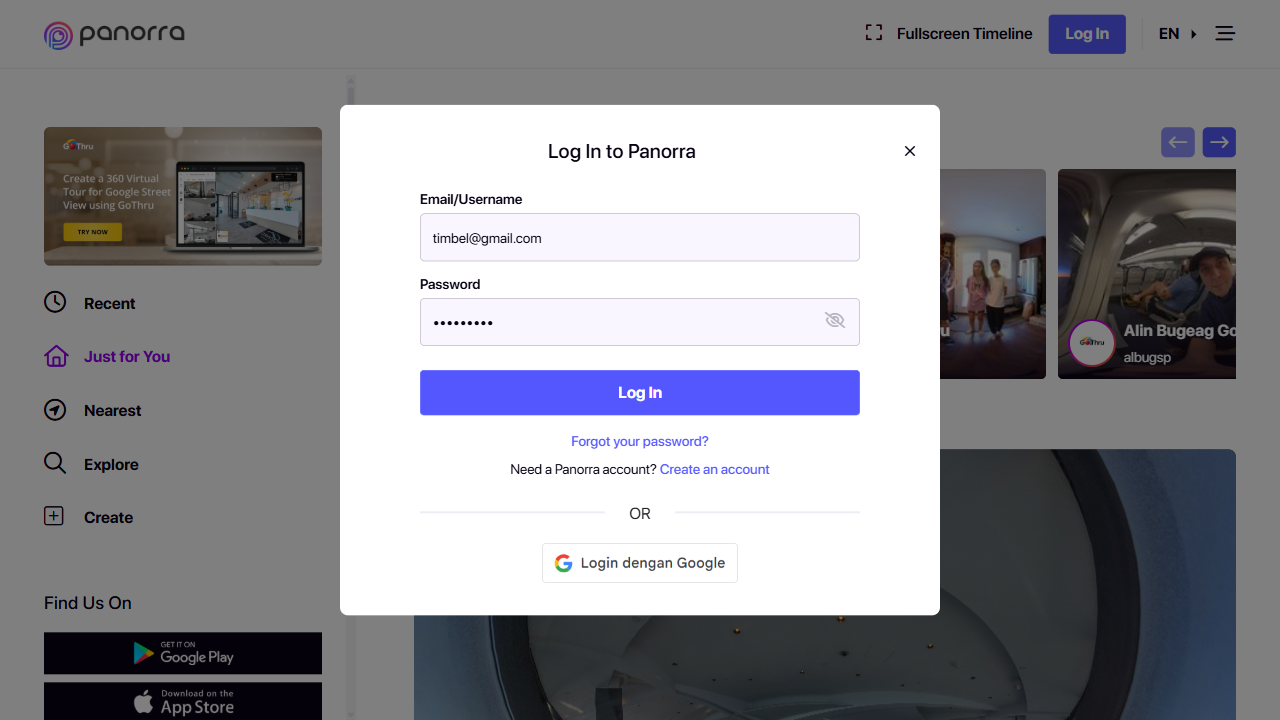 panorra
Fullscreen Timeline
Log In
EN
GoThru
Create a 360 Virtual
Tour for Google Street
View using GoThru
TRY NOW
Recent
Just for You
Nearest
Explore
Create
Find Us On
GET IT ON
Google Play
Download on the
App Store
Log In to Panorra
Email/Username
timbel@gmail.com
Password
•••••••••
Log In
Forgot your password?
Need a Panorra account? Create an account
OR
Login dengan Google
GoThru
Alin Bugeag Go
albugsp